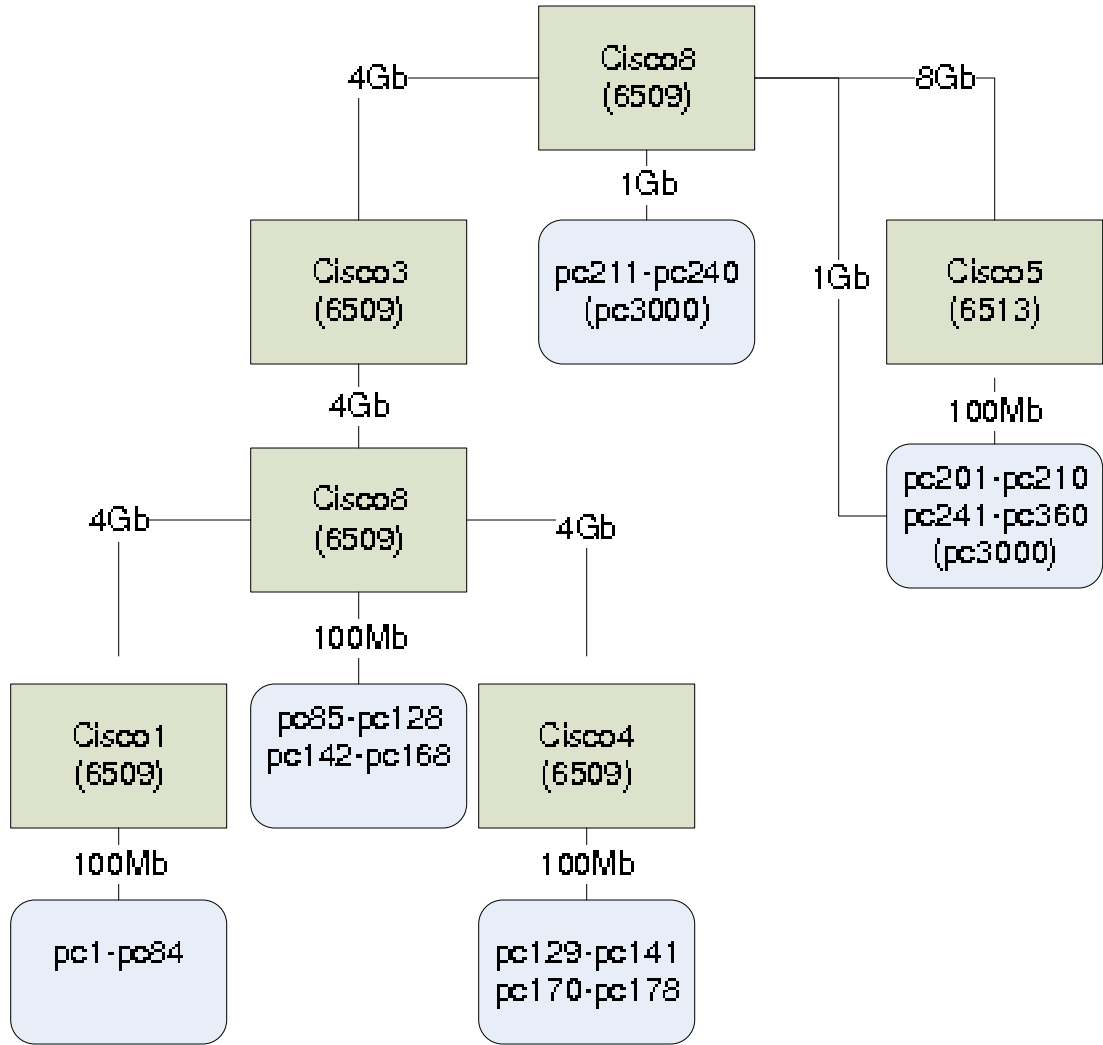 Cisco8
(6509)
4Gb
8Gb
1Gb
Cisco3
(6509)
pc211-pc240
(pc3000)
1Gb
Cisco5
(6513)
4Gb
100Mb
Cisco8
(6509)
pc201-pc210
pc241-pc360
(pc3000)
4Gb
4Gb
100Mb
Cisco1
(6509)
pc85-pc128
pc142-pc168
Cisco4
(6509)
100Mb
100Mb
pc1-pc84
pc129-pc141
pc170-pc178